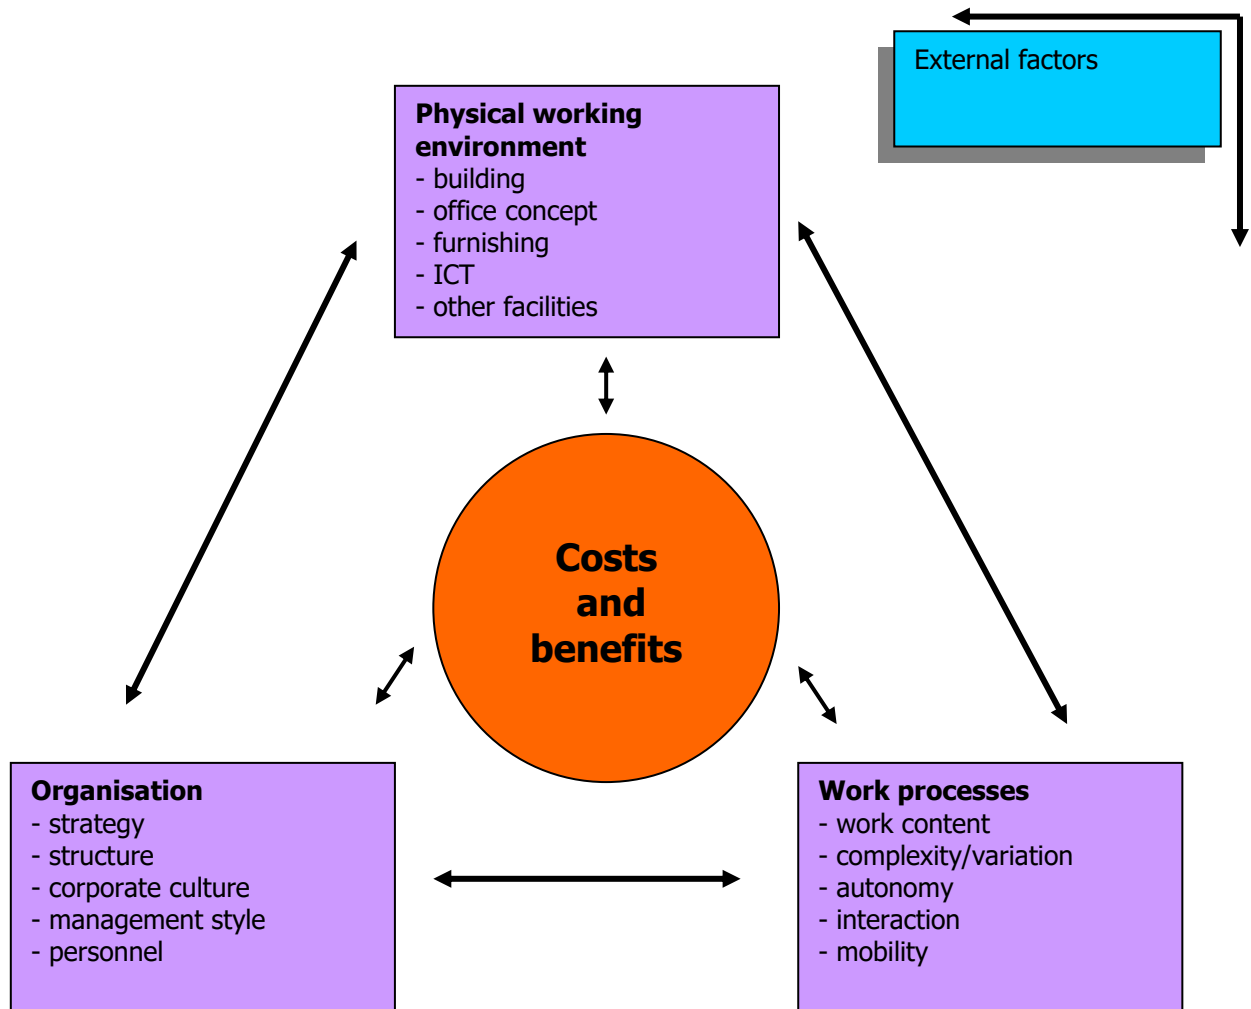 External factors
Physical working
environment
- building
- office concept
- furnishing
- ICT
- other facilities
Costs
and
benefits
Organisation
- strategy
- structure
- corporate culture
- management style
- personnel
Work processes
- work content
- complexity/variation
- autonomy
- interaction
- mobility